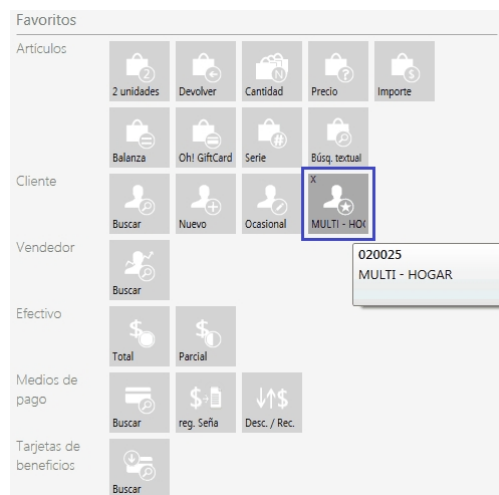 Favoritos
Artículos
2 unidades Devolver Cantidad Precio Importe
Balanza Oh! GiftCard Serie Búsq. textual
Cliente
X
Buscar Nuevo Ocasional MULTI - HO(
020025
MULTI - HOGAR
Vendedor
Buscar
Efectivo
Total Parcial
Medios de
pago
Buscar reg. Seña Desc. / Rec.
Tarjetas de
beneficios
Buscar